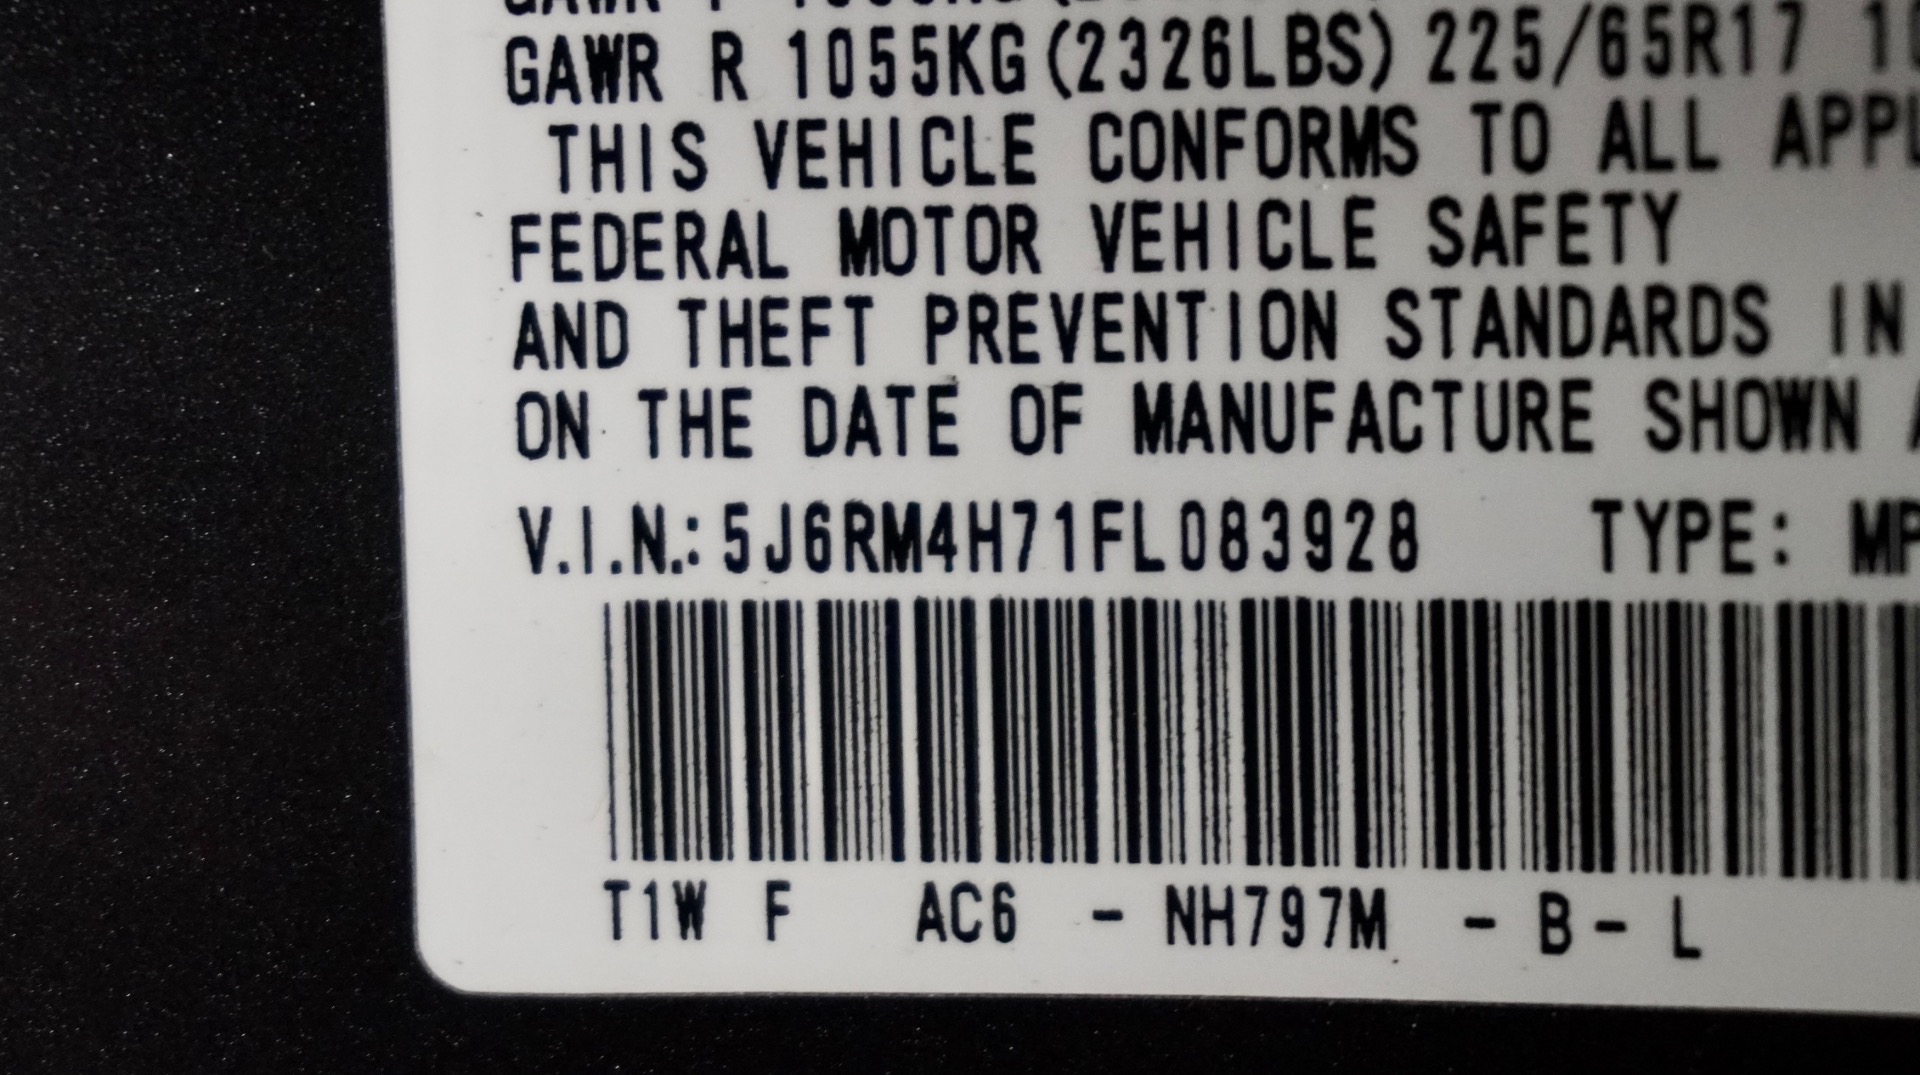 GAWR R 1055KG (2326LBS) 225/65R17
THIS VEHICLE CONFORMS TO ALL
FEDERAL MOTOR VEHICLE SAFETY
AND THEFT PREVENTION STANDARDS IN
ON THE DATE OF MANUFACTURE SHOWN
V.I.N.: 5J6RM4H71FL083928 TYPE:
T1W F AC6 - NH797M - B - L